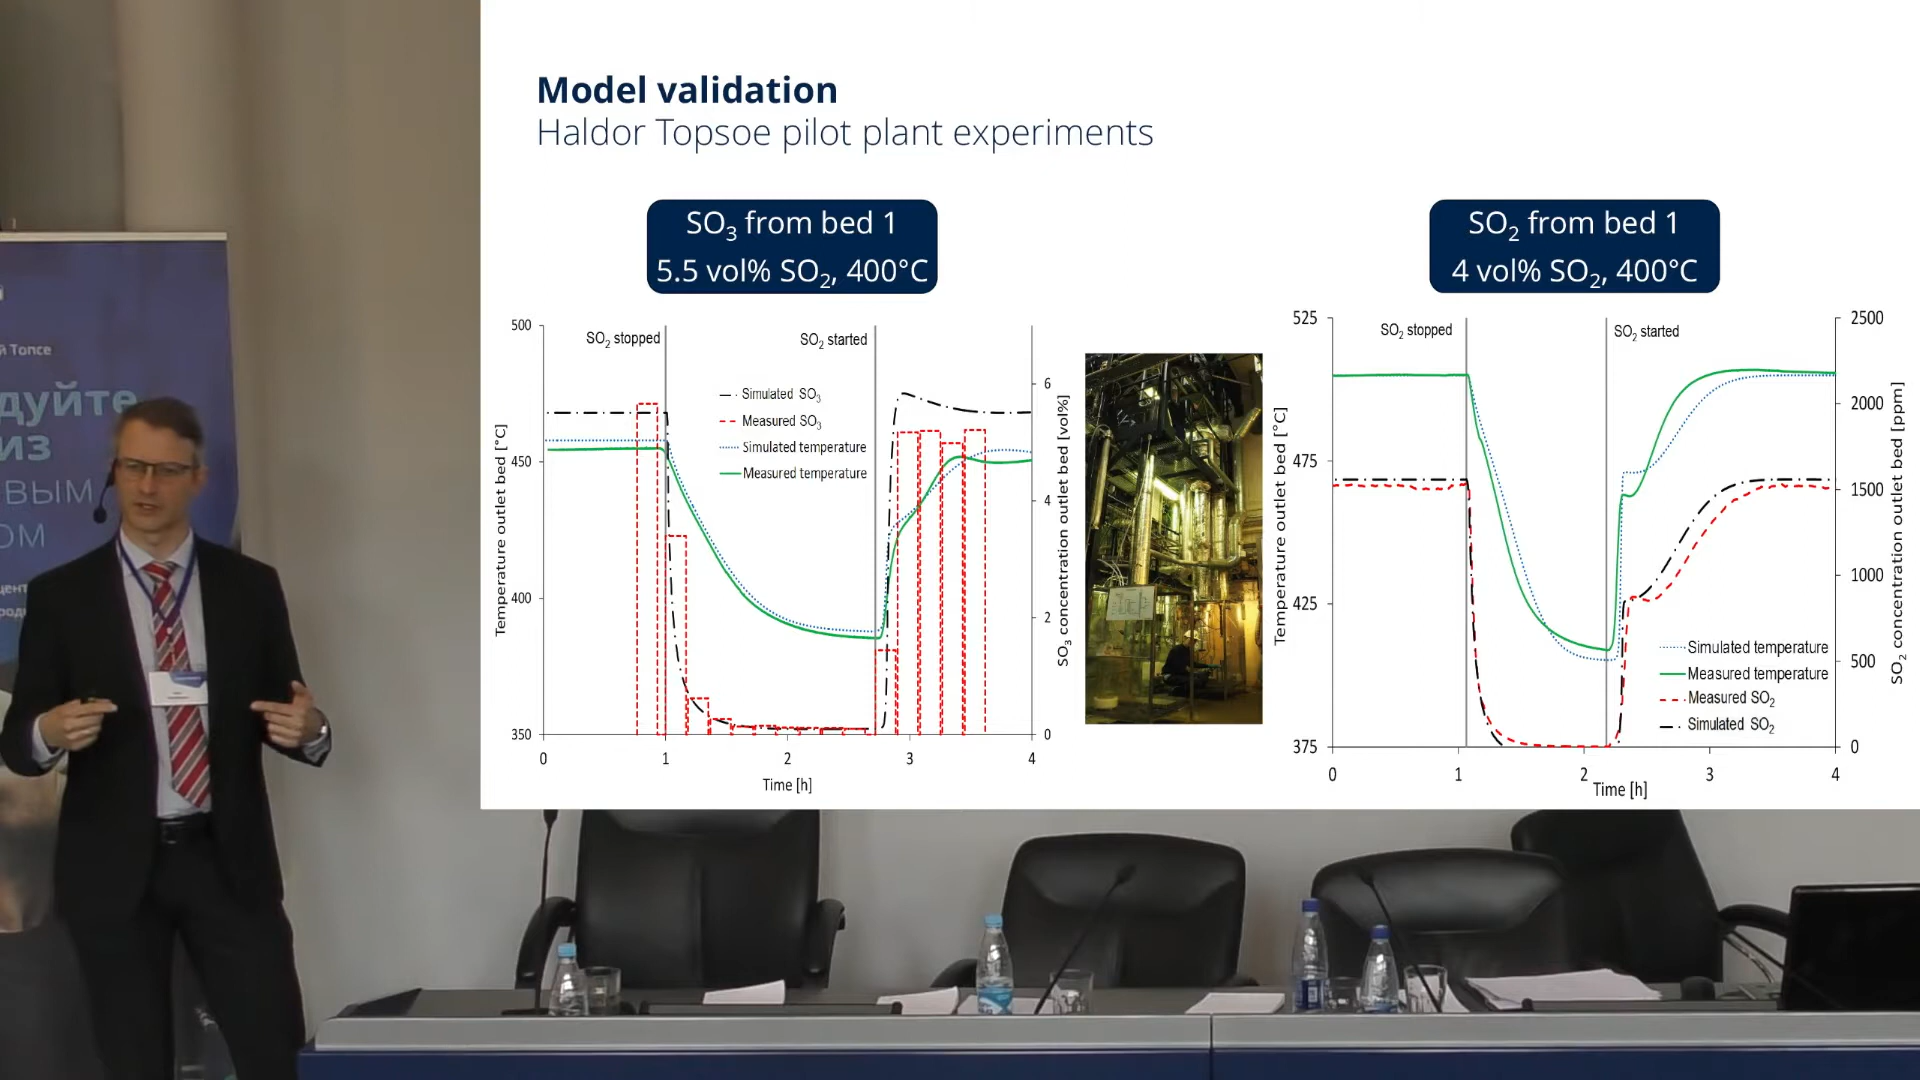 Model validation
Haldor Topsoe pilot plant experiments
SO3 from bed 1
5.5 vol% SO2, 400°C
SO2 from bed 1
4 vol% SO2, 400°C
500
450
400
350
Temperature outlet bed [°C]
SO2 stopped
SO2 started
Simulated SO3
Measured SO3
Simulated temperature
Measured temperature
6
4
2
0
SO3 concentration outlet bed [vol%]
0 1 2 3 4
Time [h]
525
475
425
375
Temperature outlet bed [°C]
SO2 stopped
SO2 started
Simulated temperature
Measured temperature
Measured SO2
Simulated SO2
2500
2000
1500
1000
500
0
SO2 concentration outlet bed [ppm]
0 1 2 3 4
Time [h]
й Топсе
дуйте
из
вым
ом